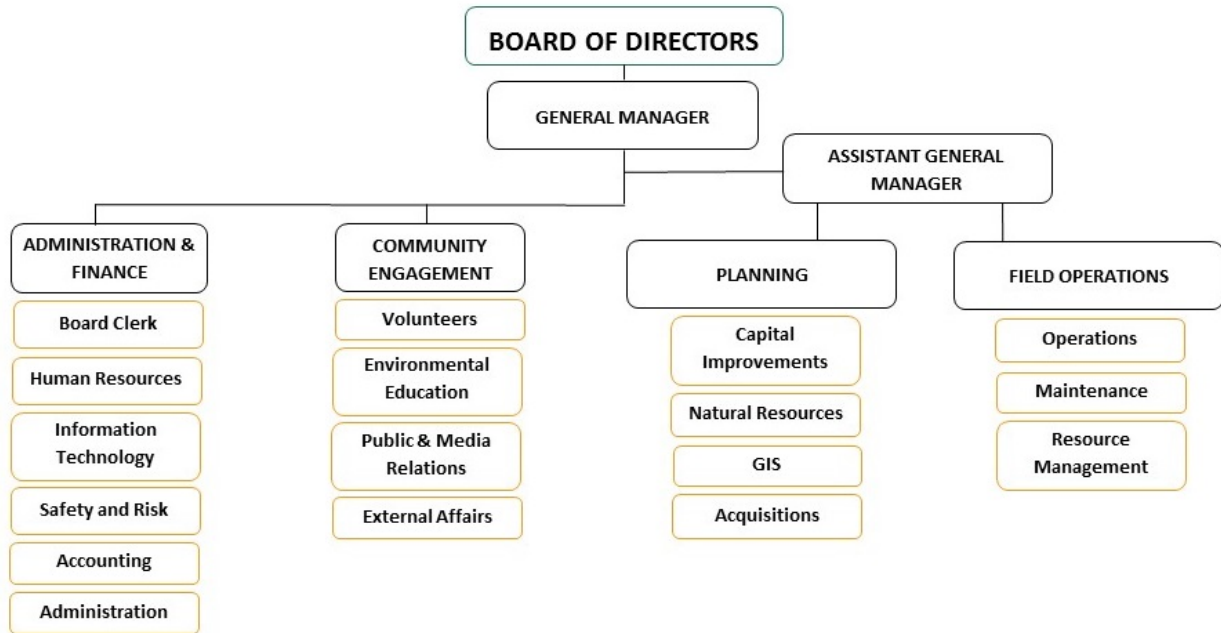 BOARD OF DIRECTORS
GENERAL MANAGER
ASSISTANT GENERAL
MANAGER
ADMINISTRATION &
FINANCE
Board Clerk
Human Resources
Information
Technology
Safety and Risk
Accounting
Administration
COMMUNITY
ENGAGEMENT
Volunteers
Environmental
Education
Public & Media
Relations
External Affairs
PLANNING
Capital
Improvements
Natural Resources
GIS
Acquisitions
FIELD OPERATIONS
Operations
Maintenance
Resource
Management